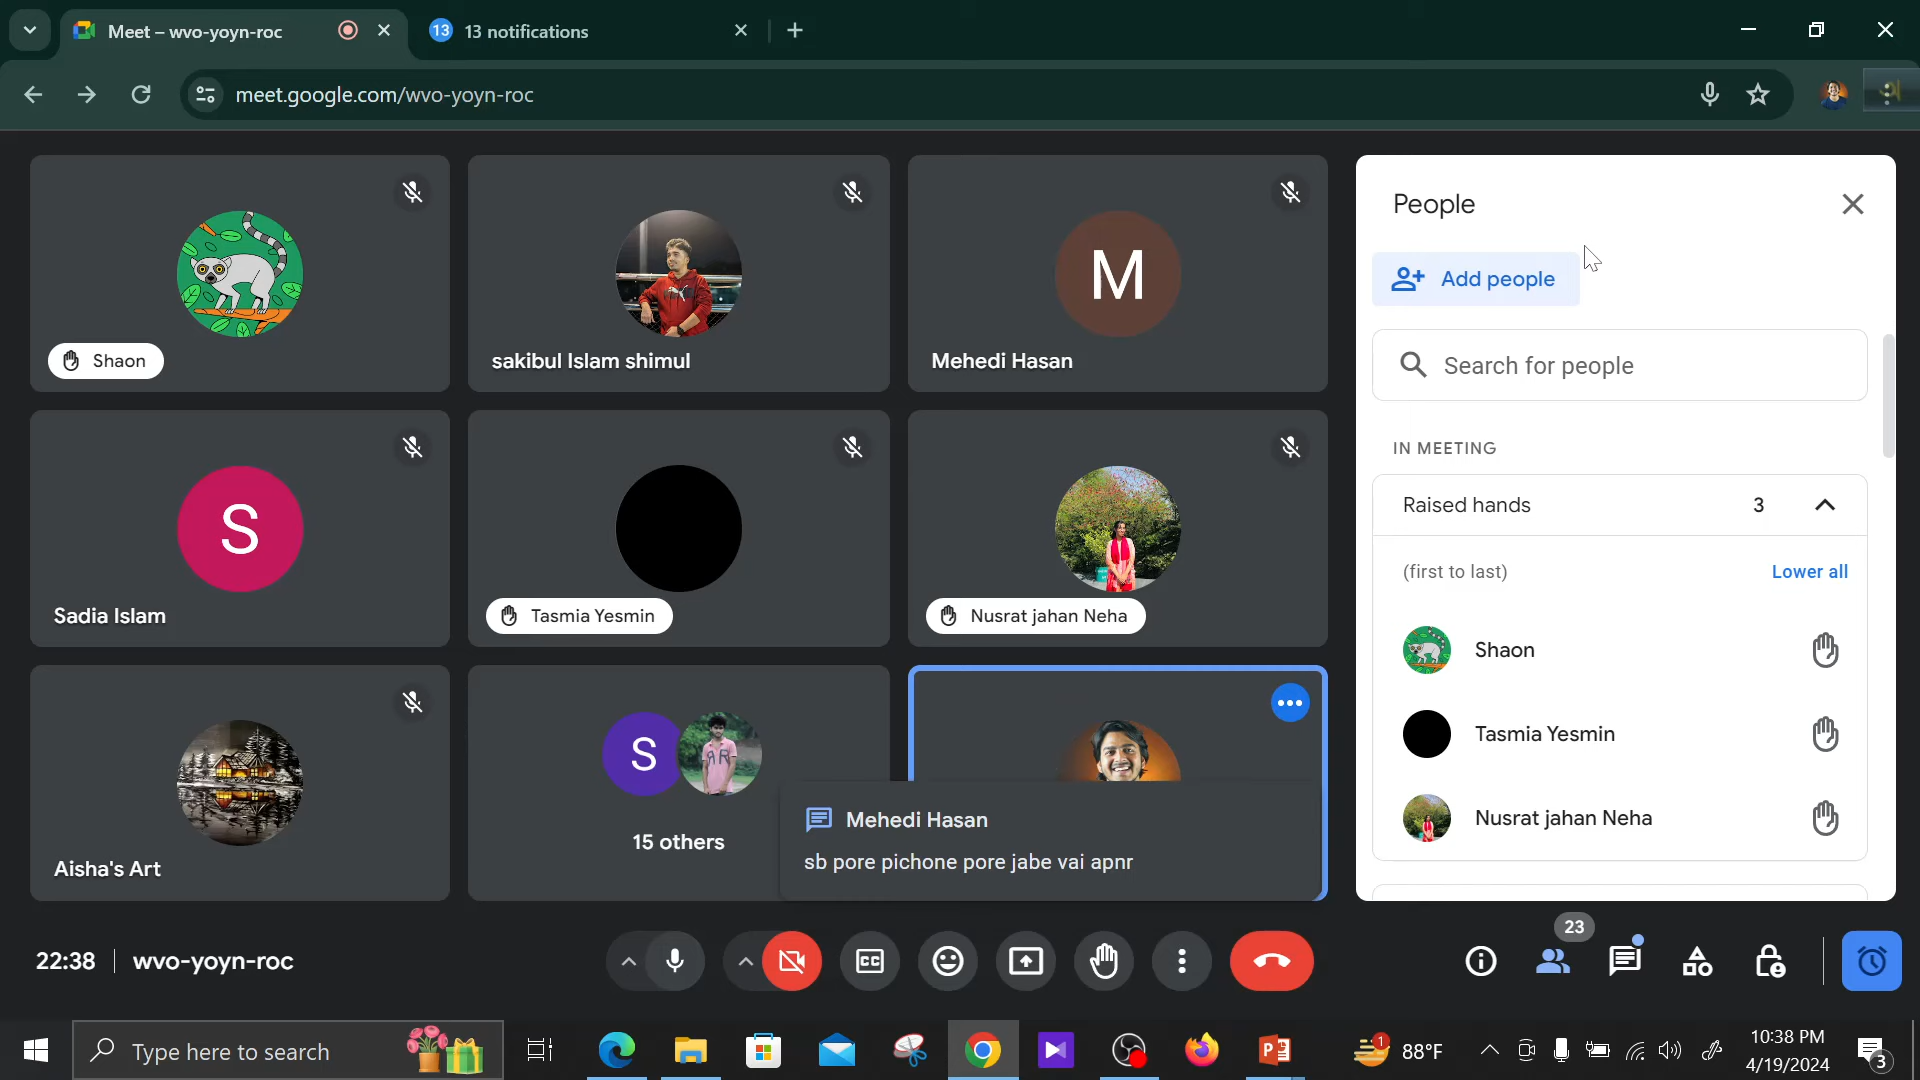 Meet – wvo-yoyn-roc
13
13 notifications
meet.google.com/wvo-yoyn-roc
Shaon
sakibul Islam shimul
M
Mehedi Hasan
S
Sadia Islam
Tasmia Yesmin
Nusrat jahan Neha
Aisha's Art
S
15 others
Mehedi Hasan
sb pore pichone pore jabe vai apnr
People
Add people
Search for people
IN MEETING
Raised hands 3
(first to last) Lower all
Shaon
Tasmia Yesmin
Nusrat jahan Neha
22:38 wvo-yoyn-roc
CC
23
Type here to search
1
88°F
10:38 PM
4/19/2024
3